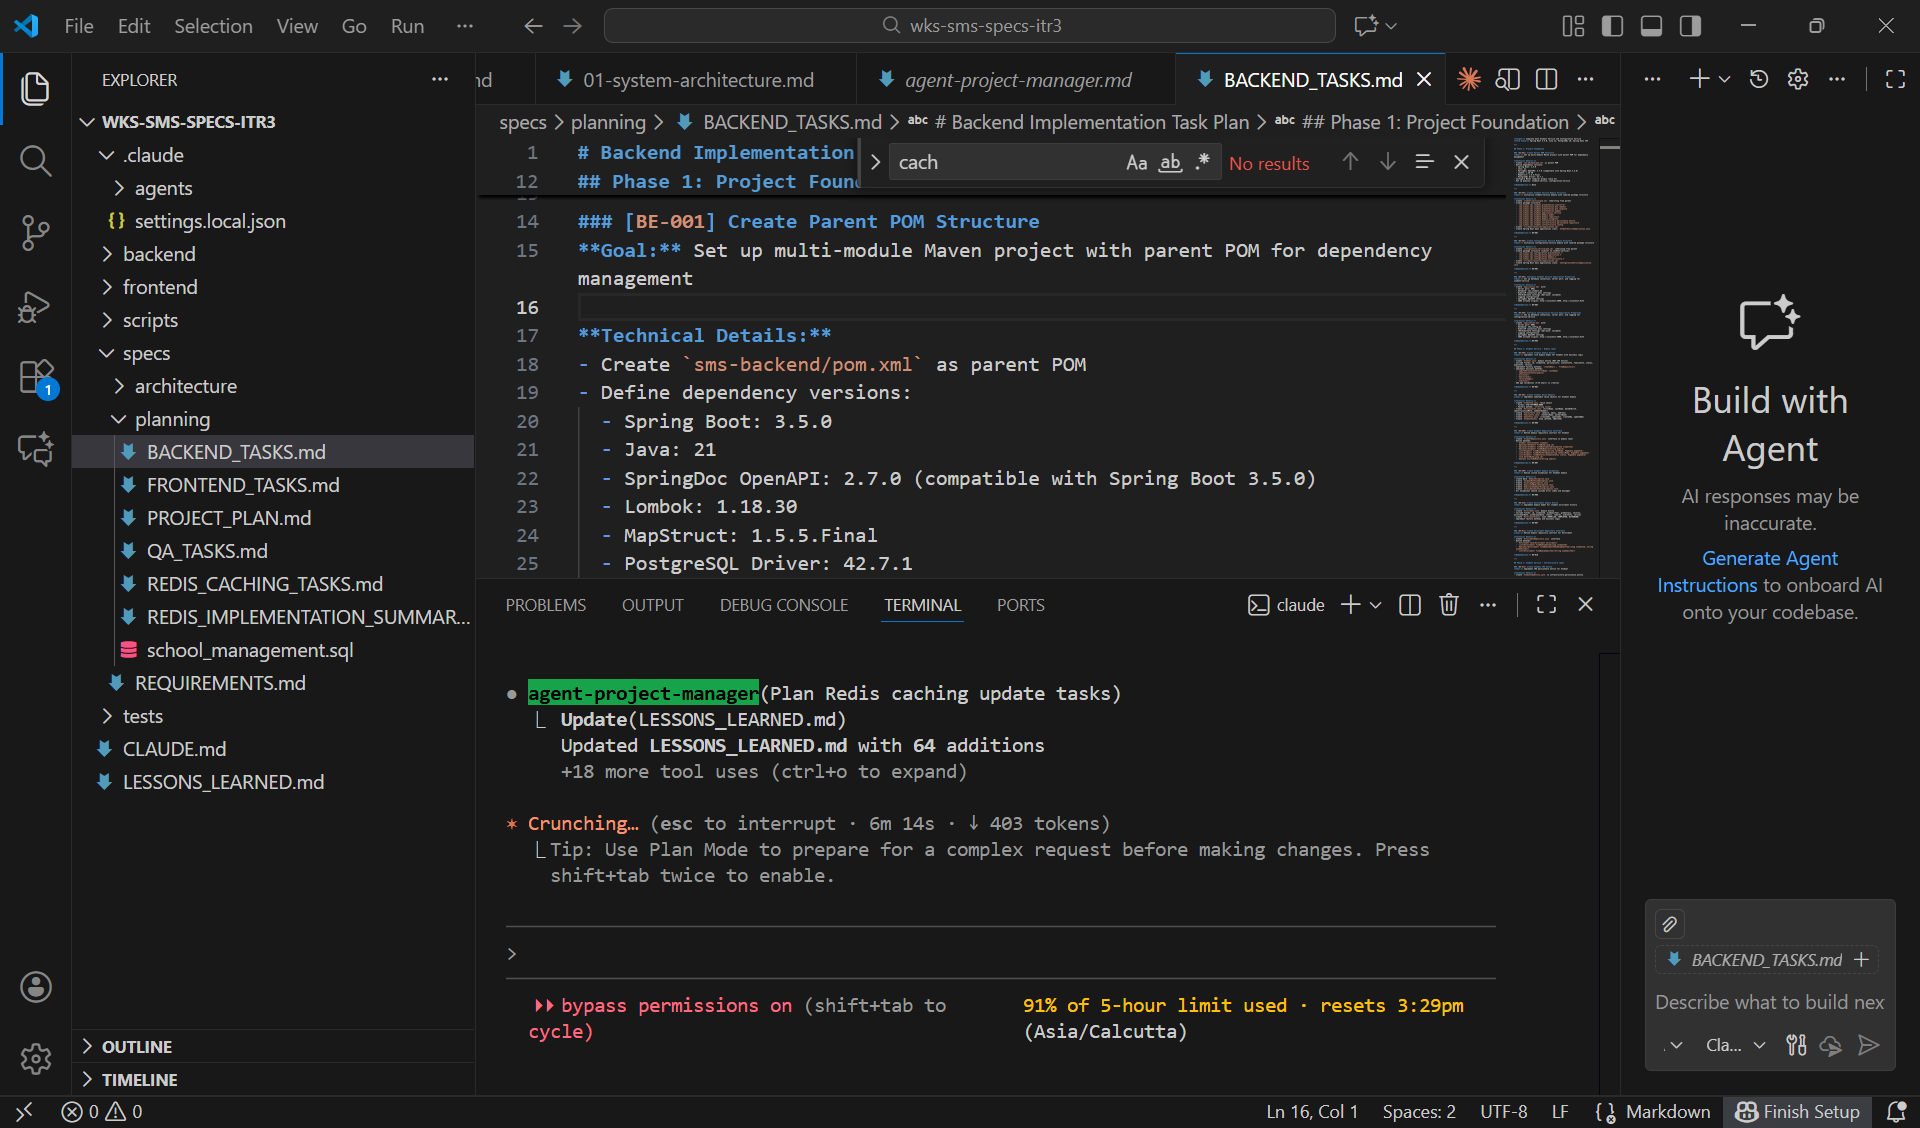 File Edit Selection View Go Run ···
wks-sms-specs-itr3
EXPLORER
WKS-SMS-SPECS-ITR3
.claude
agents
{} settings.local.json
backend
frontend
scripts
specs
architecture
planning
BACKEND_TASKS.md
FRONTEND_TASKS.md
PROJECT_PLAN.md
QA_TASKS.md
REDIS_CACHING_TASKS.md
REDIS_IMPLEMENTATION_SUMMAR...
school_management.sql
REQUIREMENTS.md
tests
CLAUDE.md
LESSONS_LEARNED.md
OUTLINE
TIMELINE
1
nd
01-system-architecture.md
agent-project-manager.md
BACKEND_TASKS.md
specs > planning > BACKEND_TASKS.md > abc # Backend Implementation Task Plan > abc ## Phase 1: Project Foundation > abc
cach
Aa ab .*
No results
1 # Backend Implementation
12 ## Phase 1: Project Foun
14 ### [BE-001] Create Parent POM Structure
15 **Goal:** Set up multi-module Maven project with parent POM for dependency
management
16
17 **Technical Details:**
18 - Create `sms-backend/pom.xml` as parent POM
19 - Define dependency versions:
20 - Spring Boot: 3.5.0
21 - Java: 21
22 - SpringDoc OpenAPI: 2.7.0 (compatible with Spring Boot 3.5.0)
23 - Lombok: 1.18.30
24 - MapStruct: 1.5.5.Final
25 - PostgreSQL Driver: 42.7.1
PROBLEMS OUTPUT DEBUG CONSOLE TERMINAL PORTS
claude
● agent-project-manager(Plan Redis caching update tasks)
⎣ Update(LESSONS_LEARNED.md)
Updated LESSONS_LEARNED.md with 64 additions
+18 more tool uses (ctrl+o to expand)
* Crunching… (esc to interrupt · 6m 14s · ↓ 403 tokens)
⎣ Tip: Use Plan Mode to prepare for a complex request before making changes. Press
shift+tab twice to enable.
>
bypass permissions on (shift+tab to
cycle)
91% of 5-hour limit used · resets 3:29pm
(Asia/Calcutta)
Build with
Agent
AI responses may be
inaccurate.
Generate Agent
Instructions to onboard AI
onto your codebase.
BACKEND_TASKS.md +
Describe what to build nex
Cla...
0 0
Ln 16, Col 1 Spaces: 2 UTF-8 LF Markdown Finish Setup